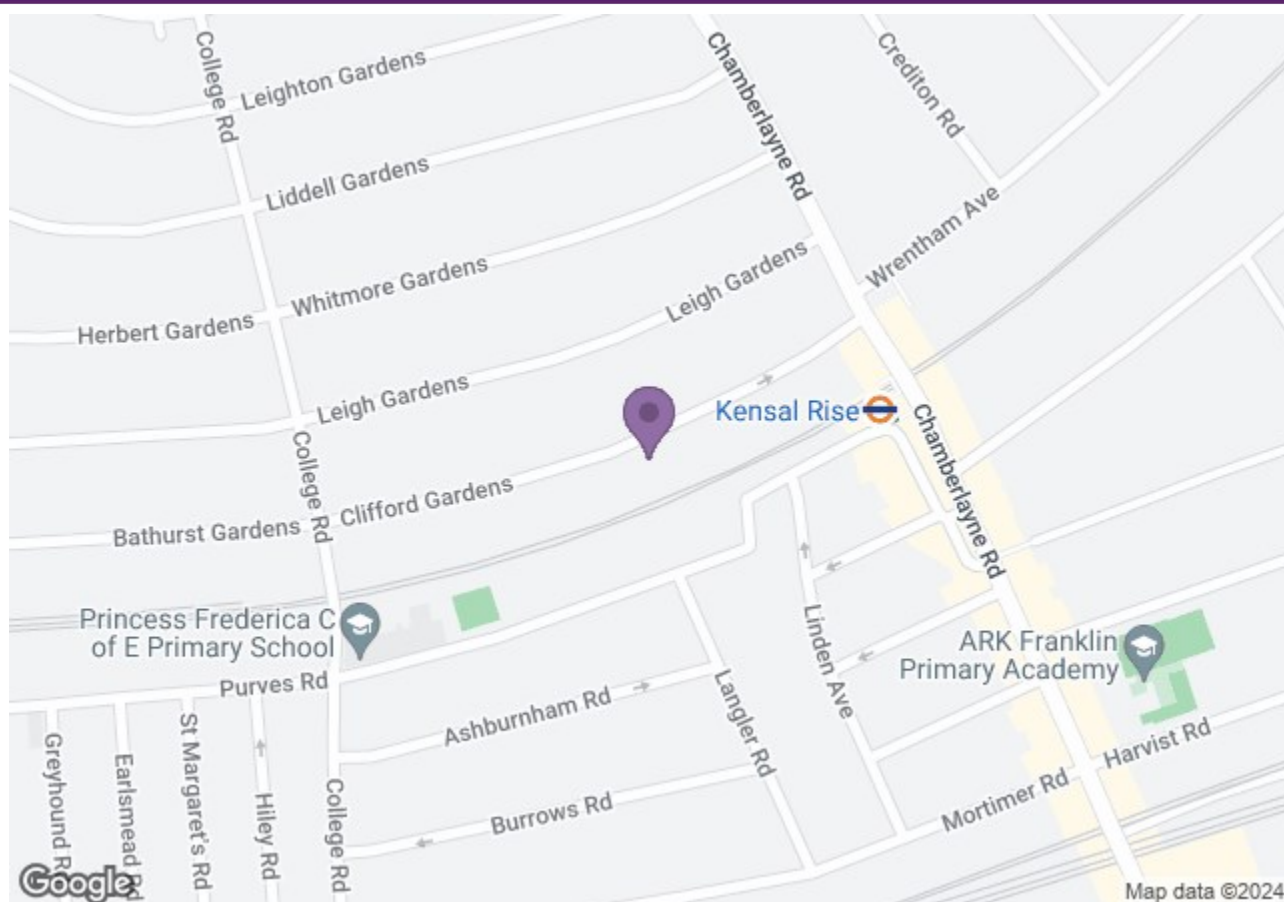 College Rd
Leighton Gardens
Chamberlayne Rd
Crediton Rd
Liddell Gardens
Wrentham Ave
Whitmore Gardens
Leigh Gardens
Herbert Gardens
Leigh Gardens
Kensal Rise
Chamberlayne Rd
College Rd
Clifford Gardens
Bathurst Gardens
Princess Frederica C
of E Primary School
ARK Franklin
Primary Academy
Linden Ave
Purves Rd
Langler Rd
Ashburnham Rd
Harvist Rd
St Margaret's Rd
Greyhound Rd
Earlsmead Rd
Hiley Rd
College Rd
Burrows Rd
Mortimer Rd
Google
Map data ©2024